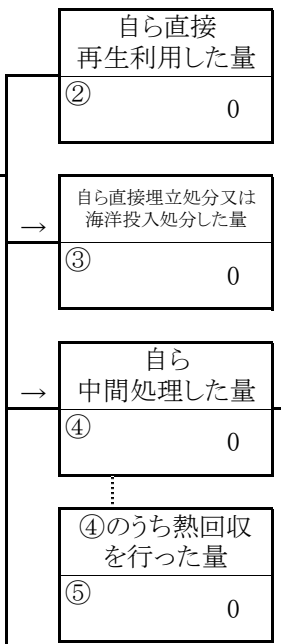 自ら直接
再生利用した量
②
0
自ら直接埋立処分又は
海洋投入処分した量
→
③
0
自ら
中間処理した量
→
④
0
④のうち熱回収
を行った量
⑤
0